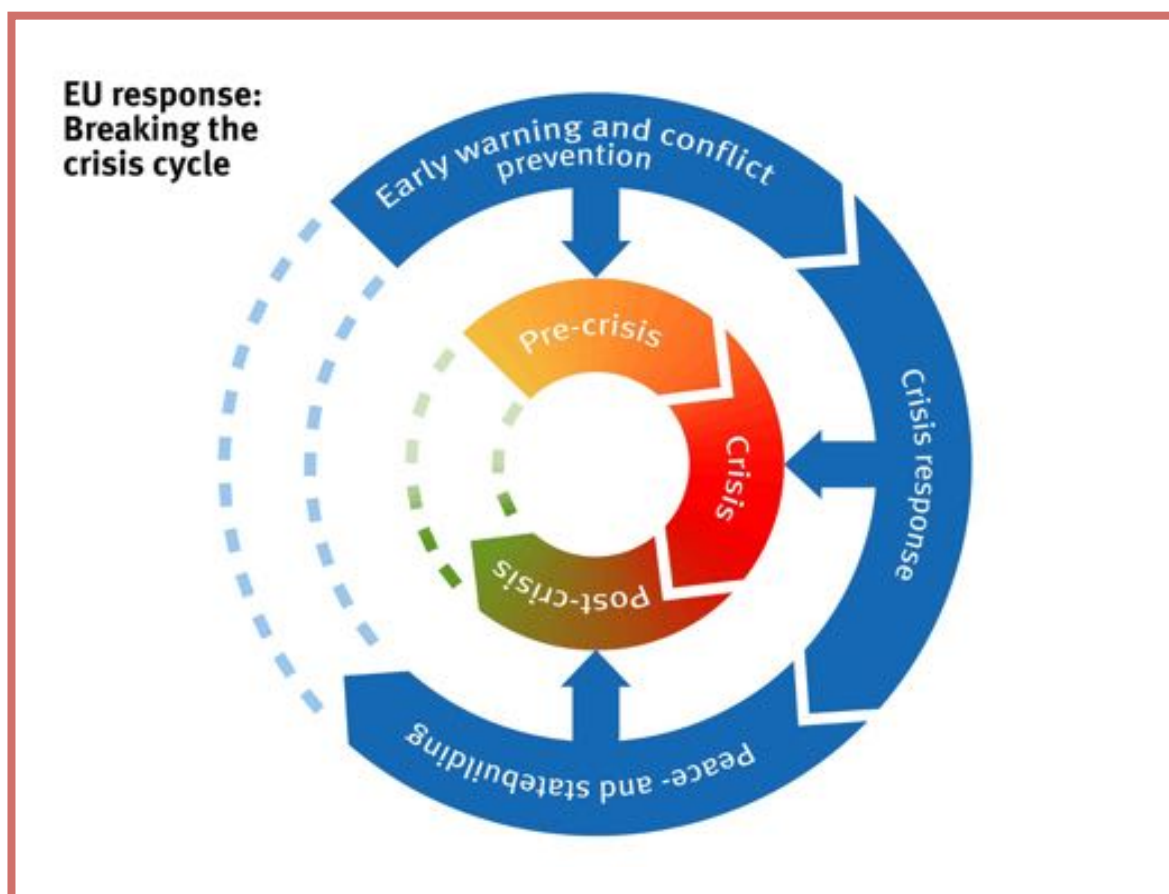 EU response:
Breaking the
crisis cycle
Early warning and conflict
prevention
Pre-crisis
Crisis
Crisis response
Post-crisis
Peace- and statebuilding